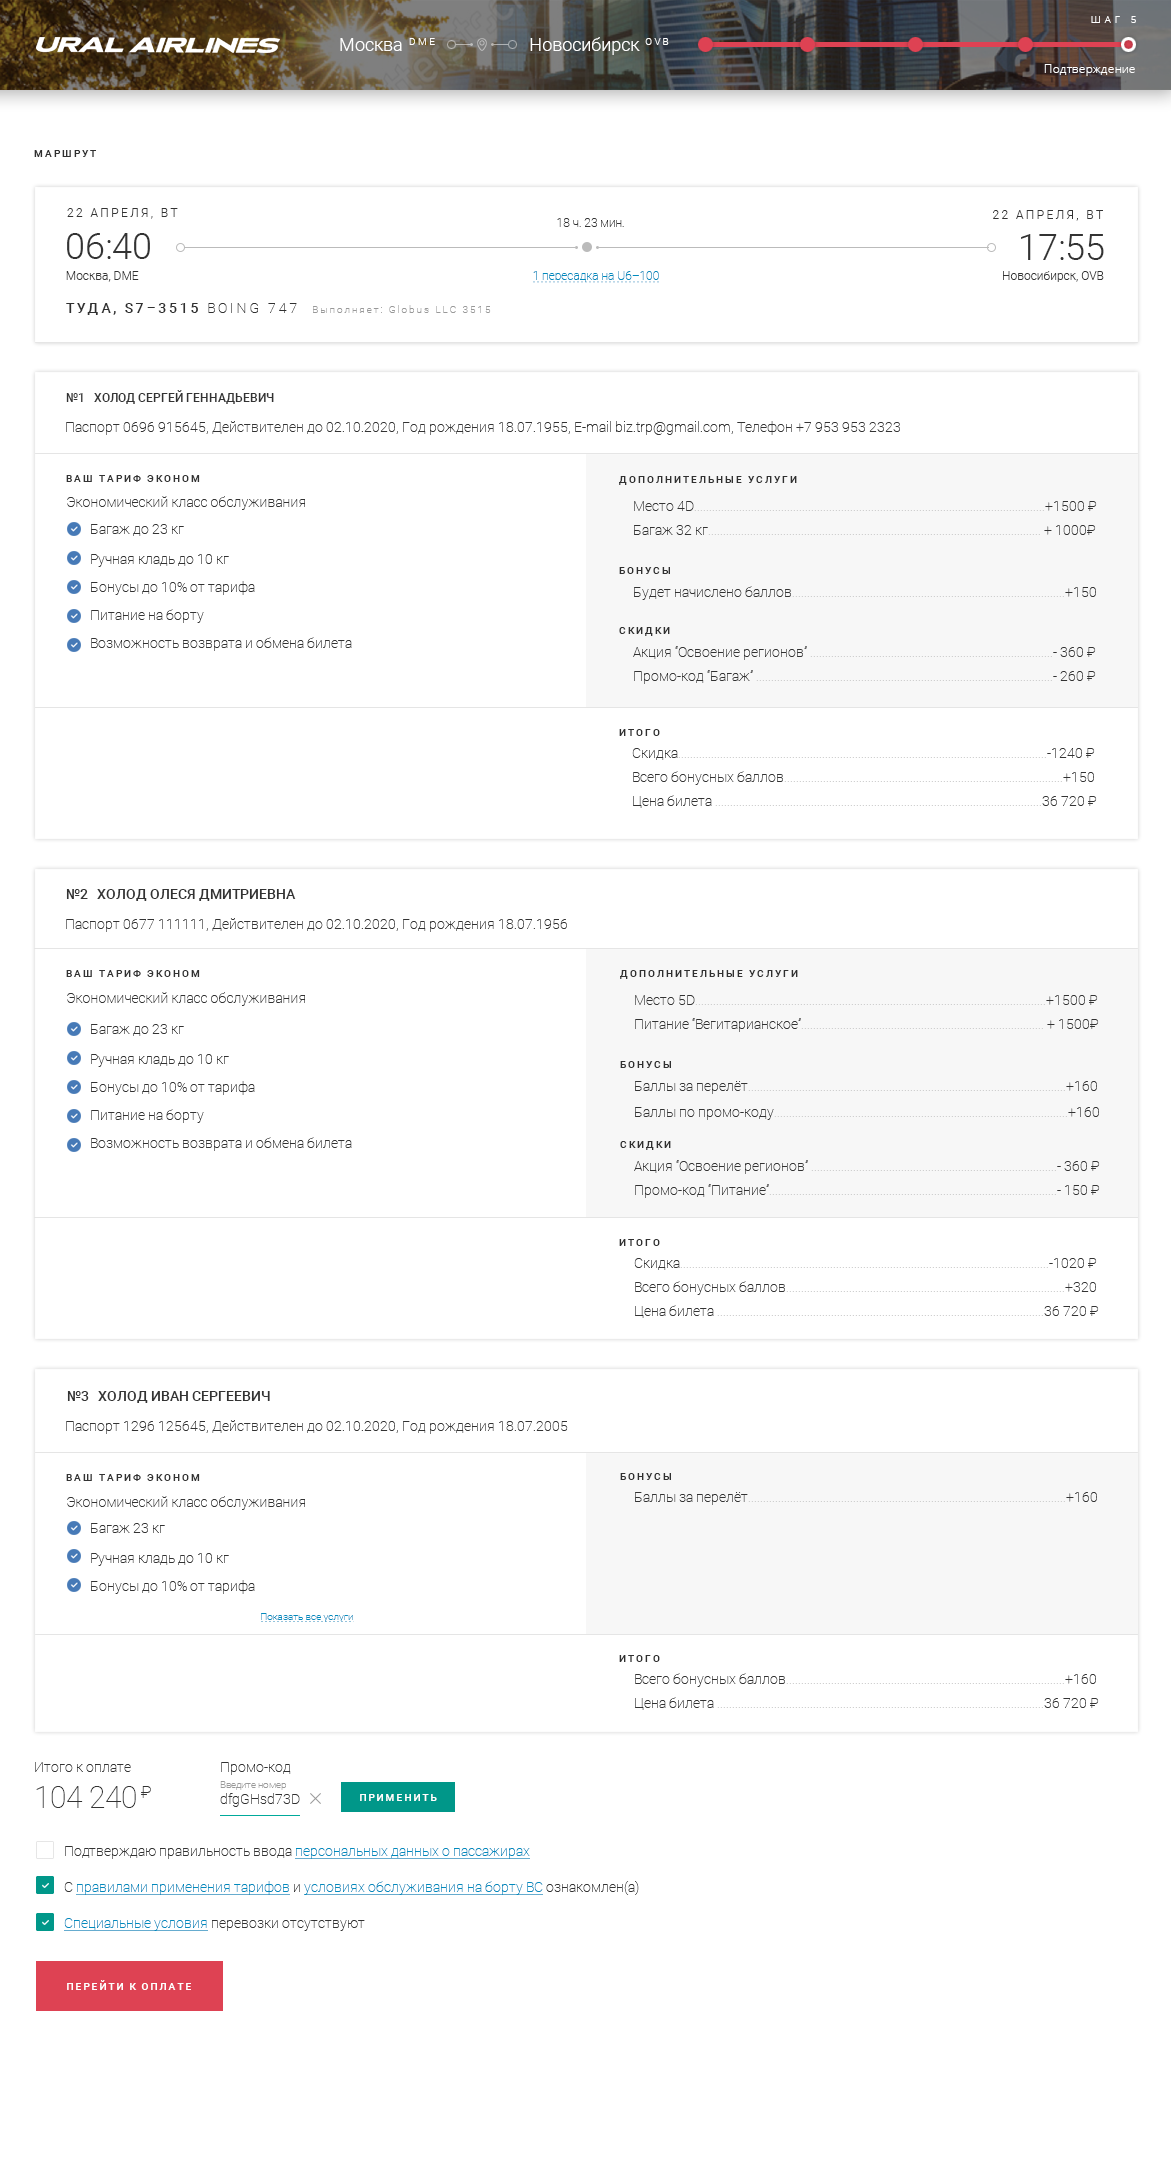 URAL AIRLINES
Москва DME Новосибирск OVB
ШАГ 5
Подтверждение
МАРШРУТ
22 АПРЕЛЯ, ВТ
06:40
Москва, DME
18 ч. 23 мин.
1 пересадка на U6–100
22 АПРЕЛЯ, ВТ
17:55
Новосибирск, OVB
ТУДА, S7–3515 BOING 747 Выполняет: Globus LLC 3515
№1 ХОЛОД СЕРГЕЙ ГЕННАДЬЕВИЧ
Паспорт 0696 915645, Действителен до 02.10.2020, Год рождения 18.07.1955, E-mail biz.trp@gmail.com, Телефон +7 953 953 2323
ВАШ ТАРИФ ЭКОНОМ
Экономический класс обслуживания
Багаж до 23 кг
Ручная кладь до 10 кг
Бонусы до 10% от тарифа
Питание на борту
Возможность возврата и обмена билета
ДОПОЛНИТЕЛЬНЫЕ УСЛУГИ
Место 4D +1500 ₽
Багаж 32 кг + 1000₽
БОНУСЫ
Будет начислено баллов +150
СКИДКИ
Акция "Освоение регионов" - 360 ₽
Промо-код "Багаж" - 260 ₽
ИТОГО
Скидка -1240 ₽
Всего бонусных баллов +150
Цена билета 36 720 ₽
№2 ХОЛОД ОЛЕСЯ ДМИТРИЕВНА
Паспорт 0677 111111, Действителен до 02.10.2020, Год рождения 18.07.1956
ВАШ ТАРИФ ЭКОНОМ
Экономический класс обслуживания
Багаж до 23 кг
Ручная кладь до 10 кг
Бонусы до 10% от тарифа
Питание на борту
Возможность возврата и обмена билета
ДОПОЛНИТЕЛЬНЫЕ УСЛУГИ
Место 5D +1500 ₽
Питание "Вегитарианское" + 1500₽
БОНУСЫ
Баллы за перелёт +160
Баллы по промо-коду +160
СКИДКИ
Акция "Освоение регионов" - 360 ₽
Промо-код "Питание" - 150 ₽
ИТОГО
Скидка -1020 ₽
Всего бонусных баллов +320
Цена билета 36 720 ₽
№3 ХОЛОД ИВАН СЕРГЕЕВИЧ
Паспорт 1296 125645, Действителен до 02.10.2020, Год рождения 18.07.2005
ВАШ ТАРИФ ЭКОНОМ
Экономический класс обслуживания
Багаж 23 кг
Ручная кладь до 10 кг
Бонусы до 10% от тарифа
Показать все услуги
БОНУСЫ
Баллы за перелёт +160
ИТОГО
Всего бонусных баллов +160
Цена билета 36 720 ₽
Итого к оплате
104 240 ₽
Промо-код
Введите номер
dfgGHsd73D
ПРИМЕНИТЬ
Подтверждаю правильность ввода персональных данных о пассажирах
С правилами применения тарифов и условиях обслуживания на борту ВС ознакомлен(а)
Специальные условия перевозки отсутствуют
ПЕРЕЙТИ К ОПЛАТЕ